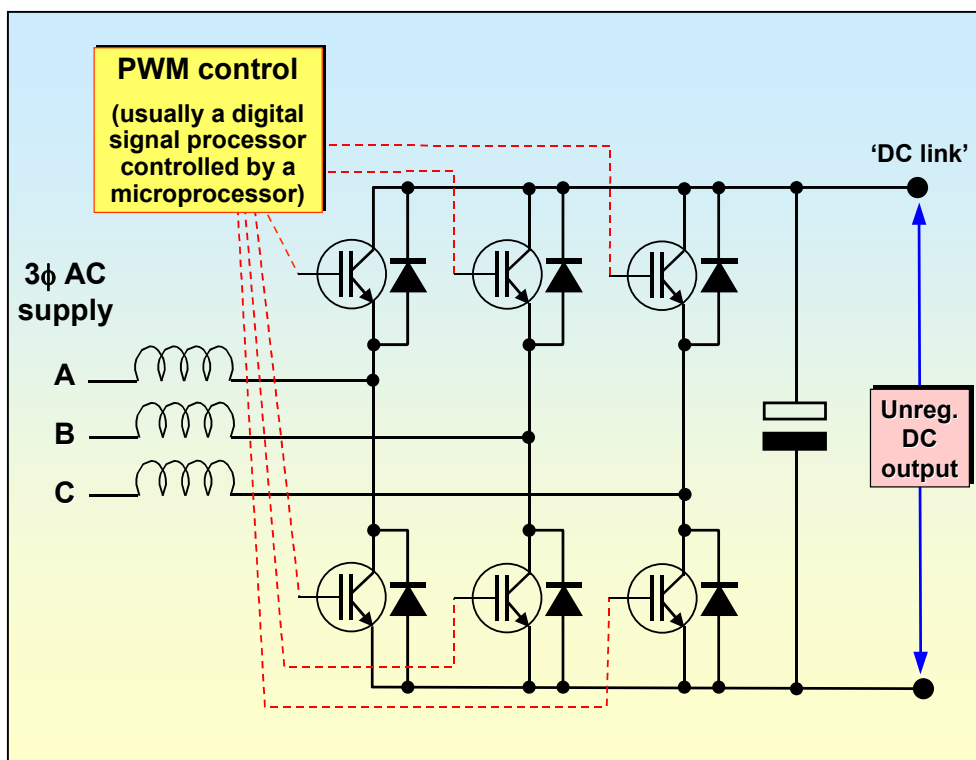 PWM control
(usually a digital
signal processor
controlled by a
microprocessor)
‘DC link’
3ϕ AC
supply
A
B
C
Unreg.
DC
output